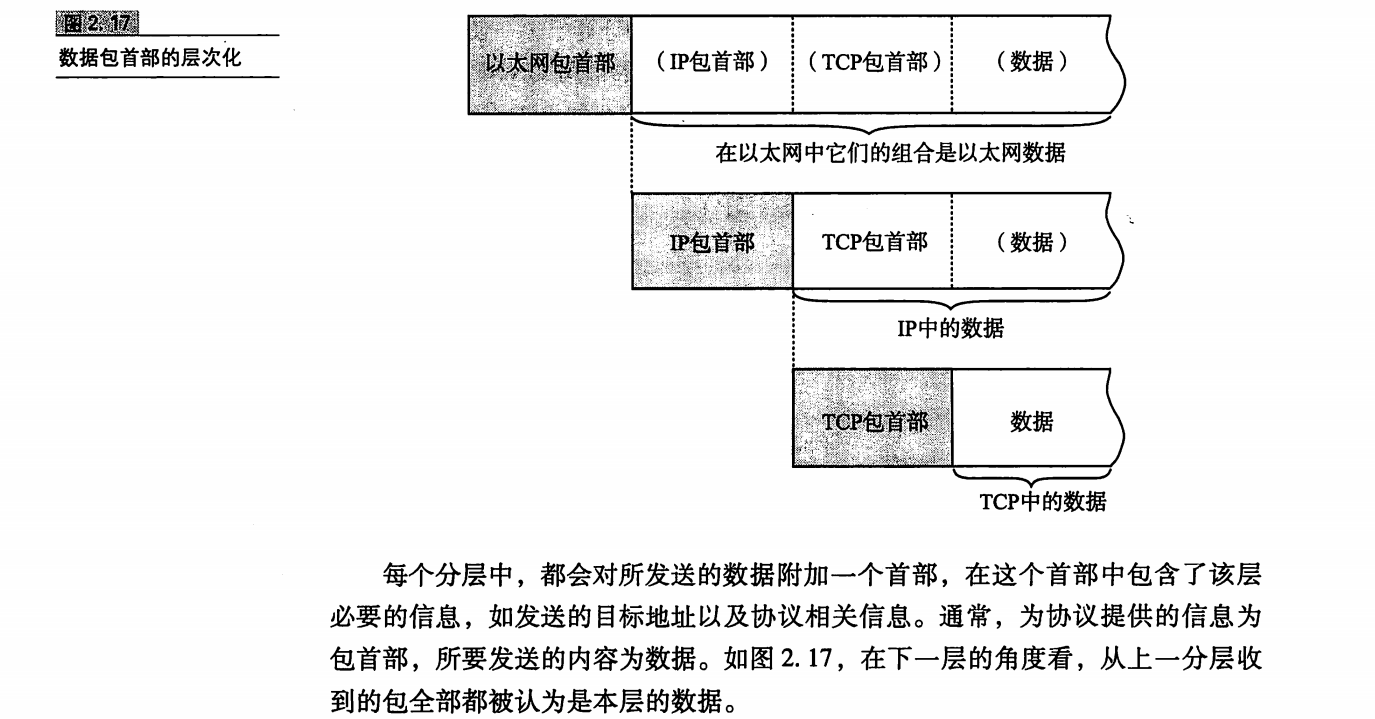 图2.17
数据包首部的层次化
以太网包首部 （IP包首部） （TCP包首部） （数据）
在以太网中它们的组合是以太网数据
IP包首部 TCP包首部 （数据）
IP中的数据
TCP包首部 数据
TCP中的数据
每个分层中，都会对所发送的数据附加一个首部，在这个首部中包含了该层
必要的信息，如发送的目标地址以及协议相关信息。通常，为协议提供的信息为
包首部，所要发送的内容为数据。如图2.17，在下一层的角度看，从上一分层收
到的包全部都被认为是本层的数据。